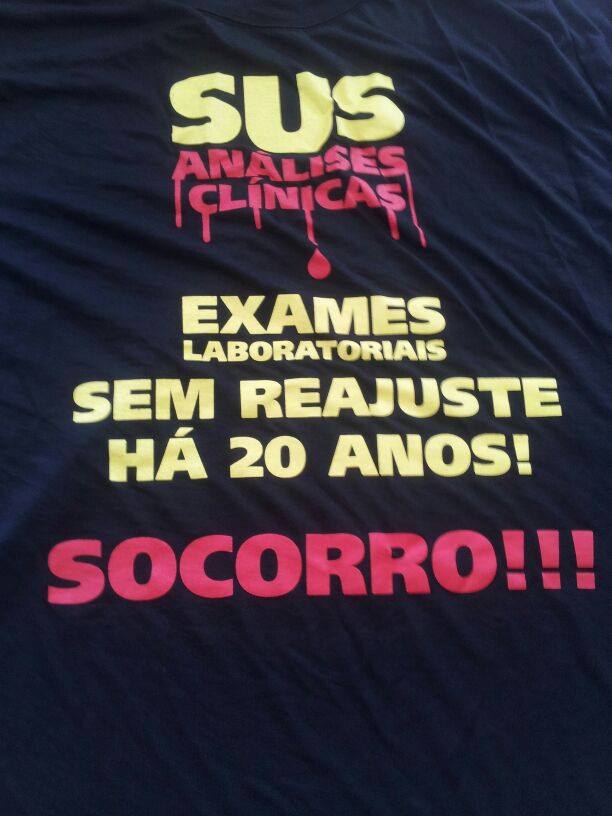 SUS
ANÁLISES
CLÍNICAS
EXAMES
LABORATORIAIS
SEM REAJUSTE
HÁ 20 ANOS!
SOCORRO!!!